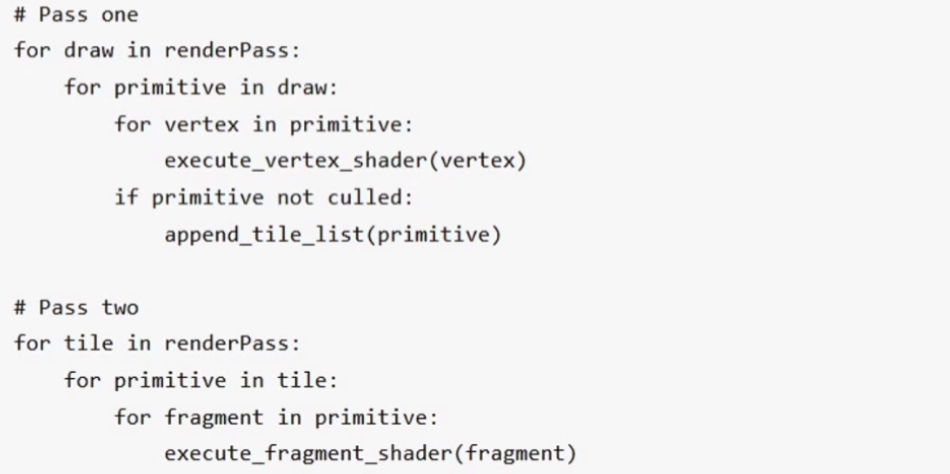 # Pass one
for draw in renderPass:
    for primitive in draw:
        for vertex in primitive:
            execute_vertex_shader(vertex)
        if primitive not culled:
            append_tile_list(primitive)

# Pass two
for tile in renderPass:
    for primitive in tile:
        for fragment in primitive:
            execute_fragment_shader(fragment)